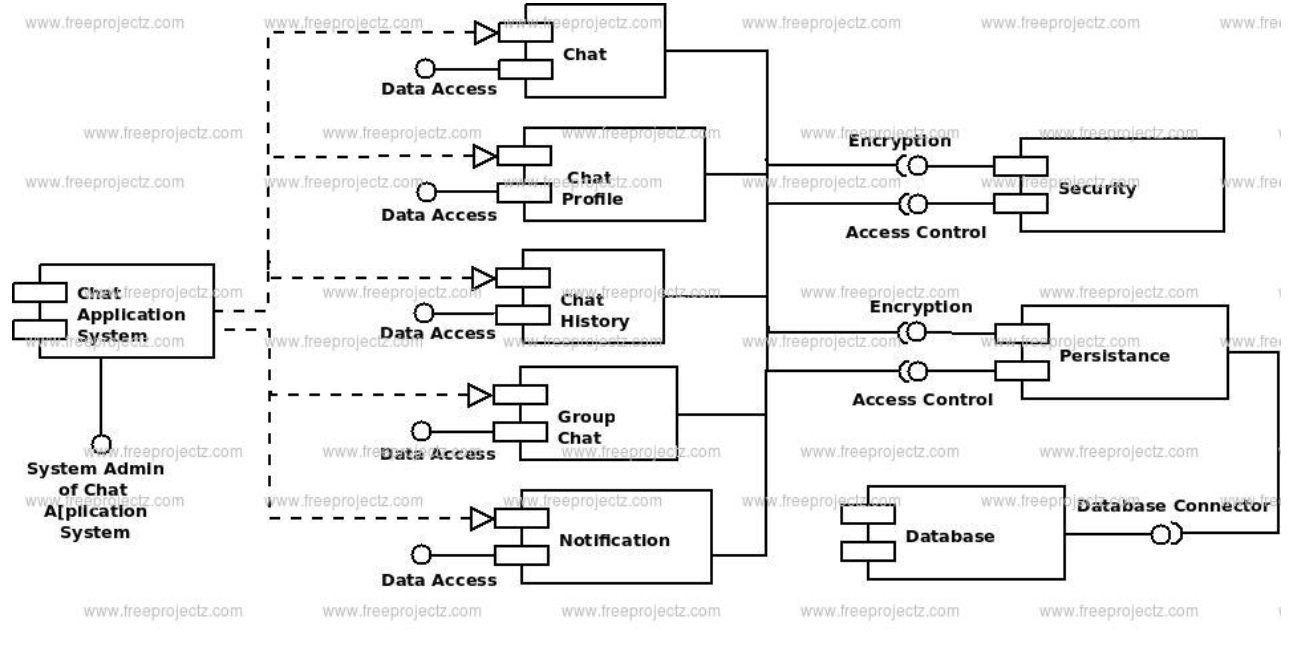 www.freeprojectz.com www.freeprojectz.com www.freeprojectz.com www.freeprojectz.com www.freeprojectz.com www.fre
Chat
Data Access
www.freeprojectz.com www.freeprojectz.com www.freeprojectz.com www.freeprojectz.com www.freeprojectz.com
Encryption
Chat
Profile
www.freeprojectz.com www.freeprojectz.com www.freeprojectz.com www.freeprojectz.com www.freeprojectz.com www.fre
Security
Data Access
Access Control
Chat
Application
System
www.freeprojectz.com www.freeprojectz.com www.freeprojectz.com www.freeprojectz.com www.freeprojectz.com
Chat
History
Encryption
Data Access
www.freeprojectz.com www.freeprojectz.com www.freeprojectz.com www.freeprojectz.com www.freeprojectz.com www.fre
Persistance
Access Control
Group
Chat
Data Access
www.freeprojectz.com www.freeprojectz.com www.freeprojectz.com www.freeprojectz.com www.freeprojectz.com
System Admin
of Chat
A[plication
System
www.freeprojectz.com www.freeprojectz.com www.freeprojectz.com www.freeprojectz.com www.freeprojectz.com www.fre
Database Connector
Notification
Database
Data Access
www.freeprojectz.com www.freeprojectz.com www.freeprojectz.com www.freeprojectz.com www.freeprojectz.com